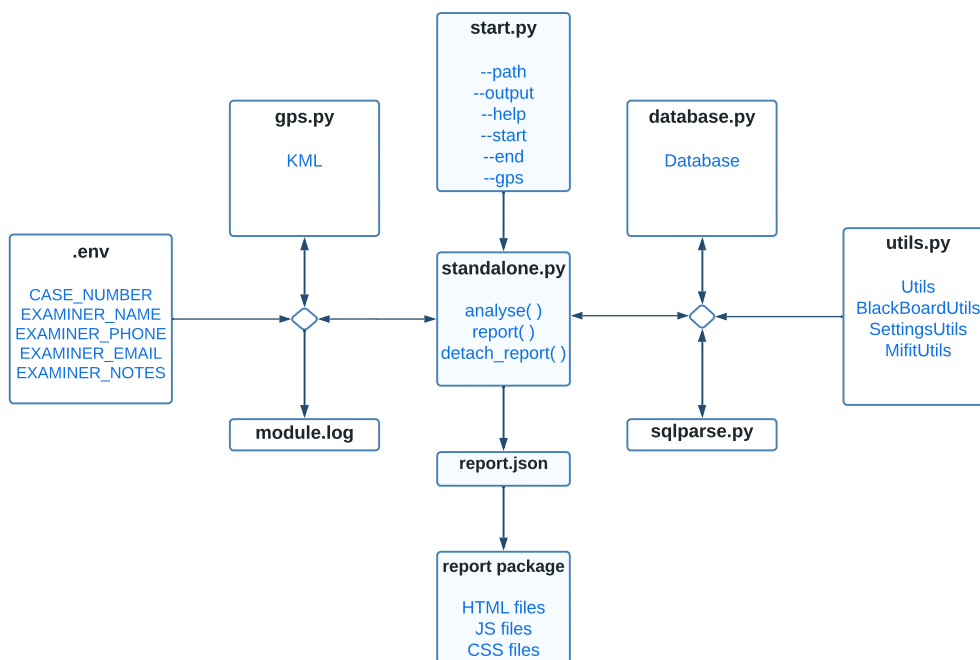 start.py
--path
--output
--help
--start
--end
--gps
gps.py
KML
database.py
Database
.env
CASE_NUMBER
EXAMINER_NAME
EXAMINER_PHONE
EXAMINER_EMAIL
EXAMINER_NOTES
standalone.py
analyse( )
report( )
detach_report( )
utils.py
Utils
BlackBoardUtils
SettingsUtils
MifitUtils
module.log
sqlparse.py
report.json
report package
HTML files
JS files
CSS files